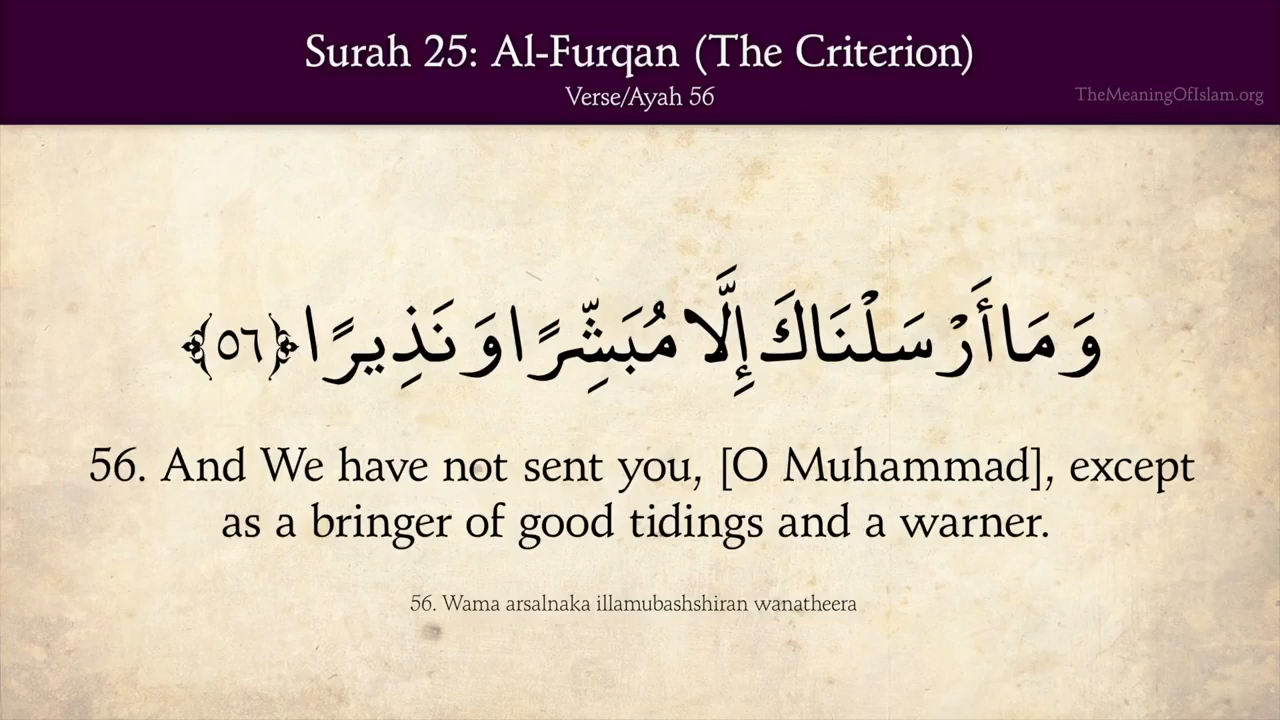 Surah 25: Al-Furqan (The Criterion)
Verse/Ayah 56
TheMeaningOfIslam.org
وَمَا أَرْسَلْنَاكَ إِلَّا مُبَشِّرًا وَنَذِيرًا ﴿٥٦﴾
56. And We have not sent you, [O Muhammad], except
as a bringer of good tidings and a warner.
56. Wama arsalnaka illamubashshiran wanatheera